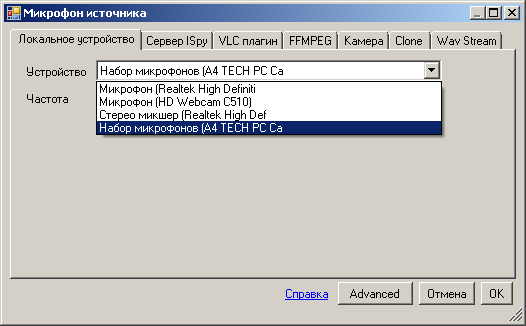 Микрофон источника
Локальное устройство Сервер ISpy VLC плагин FFMPEG Камера Clone Wav Stream
Устройство Набор микрофонов (A4 TECH PC Ca
Микрофон (Realtek High Definiti
Частота
Микрофон (HD Webcam C510)
Стерео микшер (Realtek High Def
Набор микрофонов (A4 TECH PC Ca
Справка Advanced Отмена OK